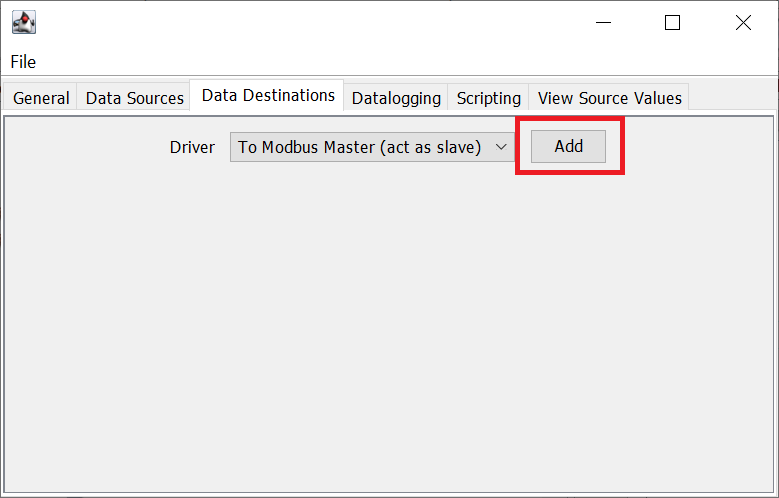 File
General Data Sources Data Destinations Datalogging Scripting View Source Values
Driver To Modbus Master (act as slave) Add